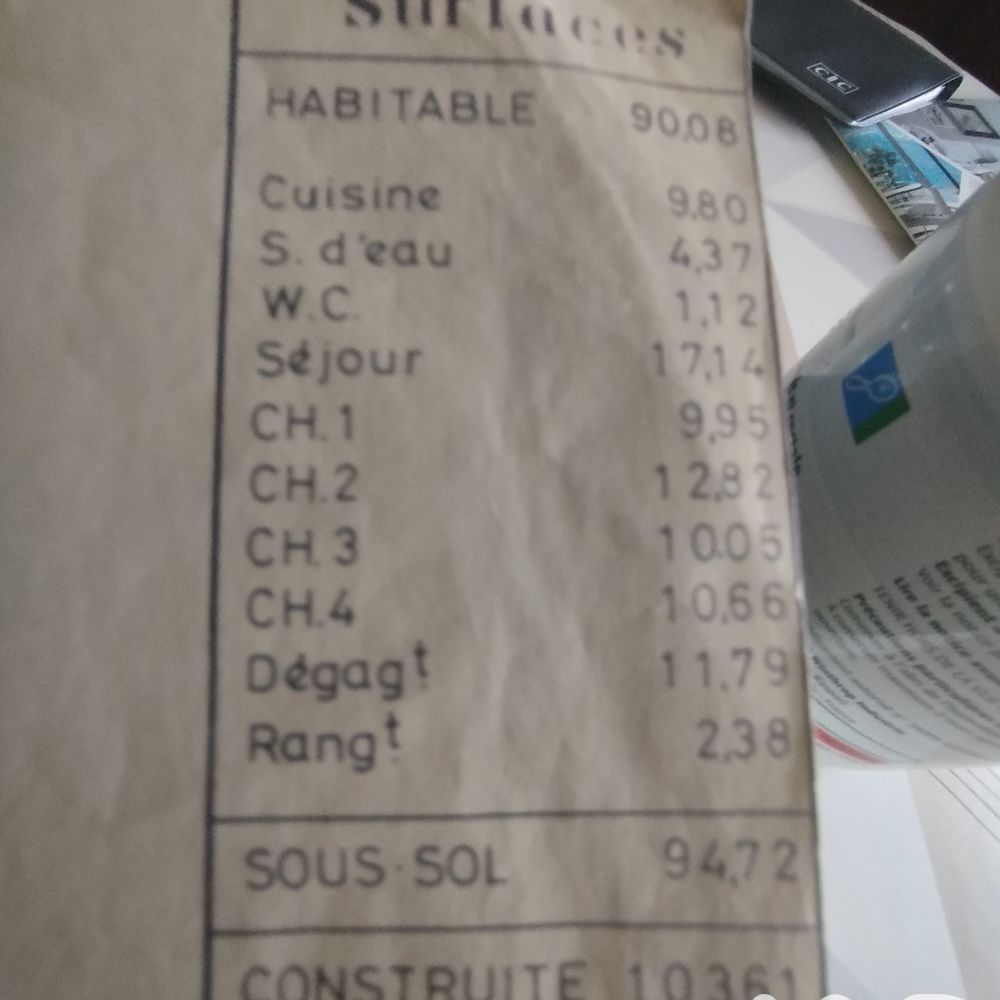 Surfaces
HABITABLE 90,08
Cuisine 9,80
S. d'eau 4,37
W.C. 1,12
Séjour 17,14
CH.1 9,95
CH.2 12,82
CH.3 10,05
CH.4 10,66
Dégagt 11,79
Rangt 2,38
SOUS-SOL 94,72
CONSTRUITE 103,61
CIC